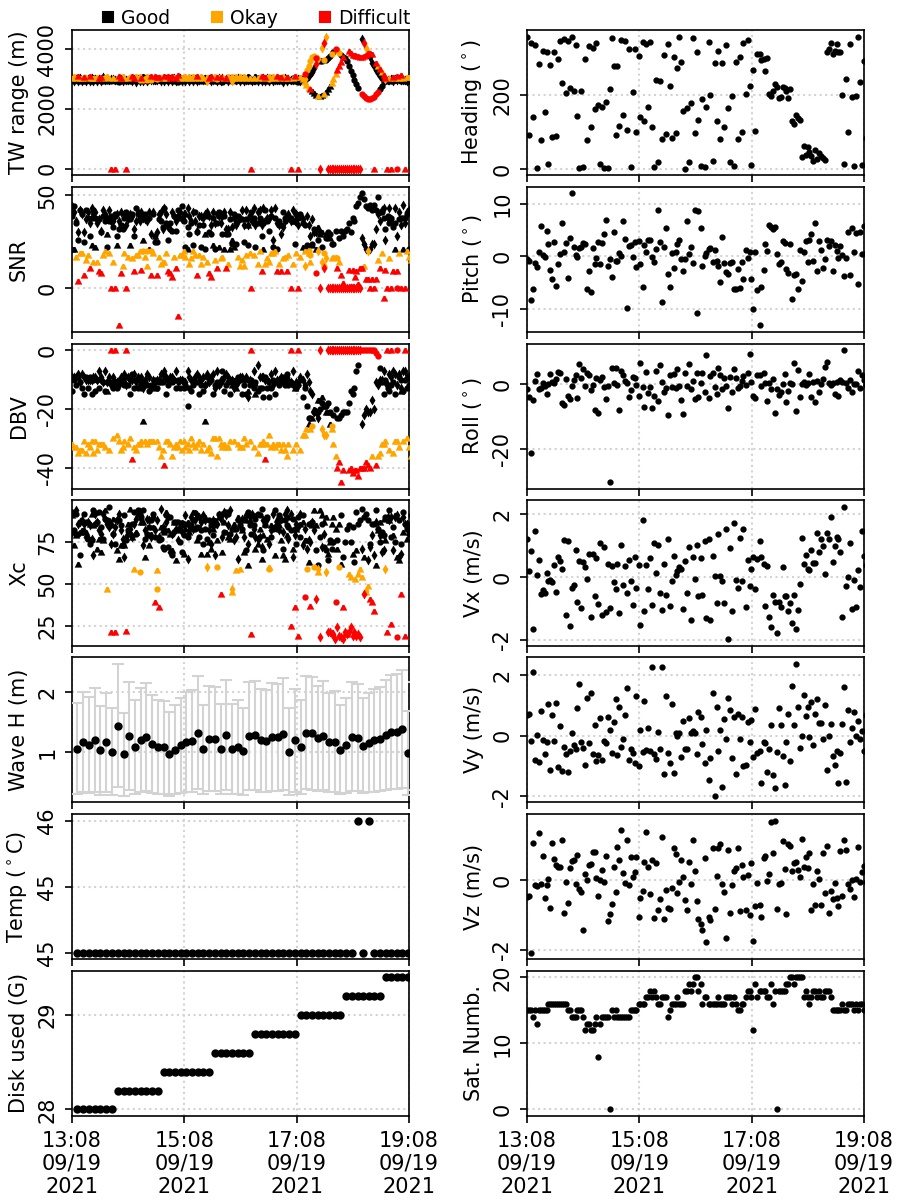 Good Okay Difficult
TW range (m)
4000
2000
0
Heading (°)
200
0
SNR
50
0
Pitch (°)
10
0
-10
DBV
0
-20
-40
Roll (°)
0
-20
Xc
75
50
25
Vx (m/s)
2
0
-2
Wave H (m)
2
1
Vy (m/s)
2
0
-2
Temp (°C)
46
45
45
Vz (m/s)
0
-2
Disk used (G)
29
28
Sat. Numb.
20
10
0
13:08 15:08 17:08 19:08 13:08 15:08 17:08 19:08
09/19 09/19 09/19 09/19 09/19 09/19 09/19 09/19
2021 2021 2021 2021 2021 2021 2021 2021